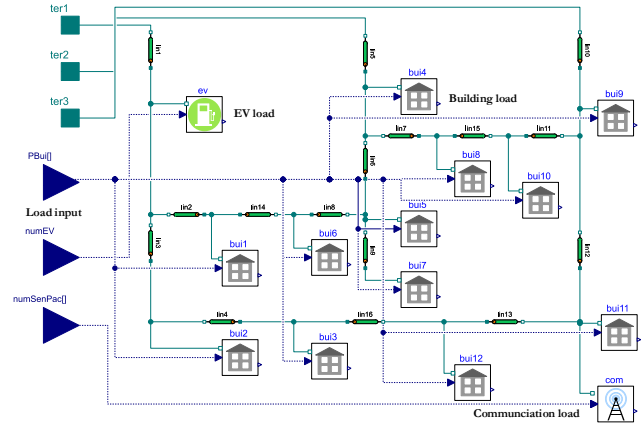 ter1
lin1
lin5
lin10
ter2
ev
bui4
bui9
EV load
Building load
ter3
lin7
lin15
lin11
PBui[]
lin6
bui8
bui10
Load input
lin2
lin14
lin8
bui5
numEV
lin3
bui1
bui6
lin9
lin12
bui7
numSenPac[]
lin4
lin16
lin13
bui11
bui2
bui3
bui12
com
Communciation load